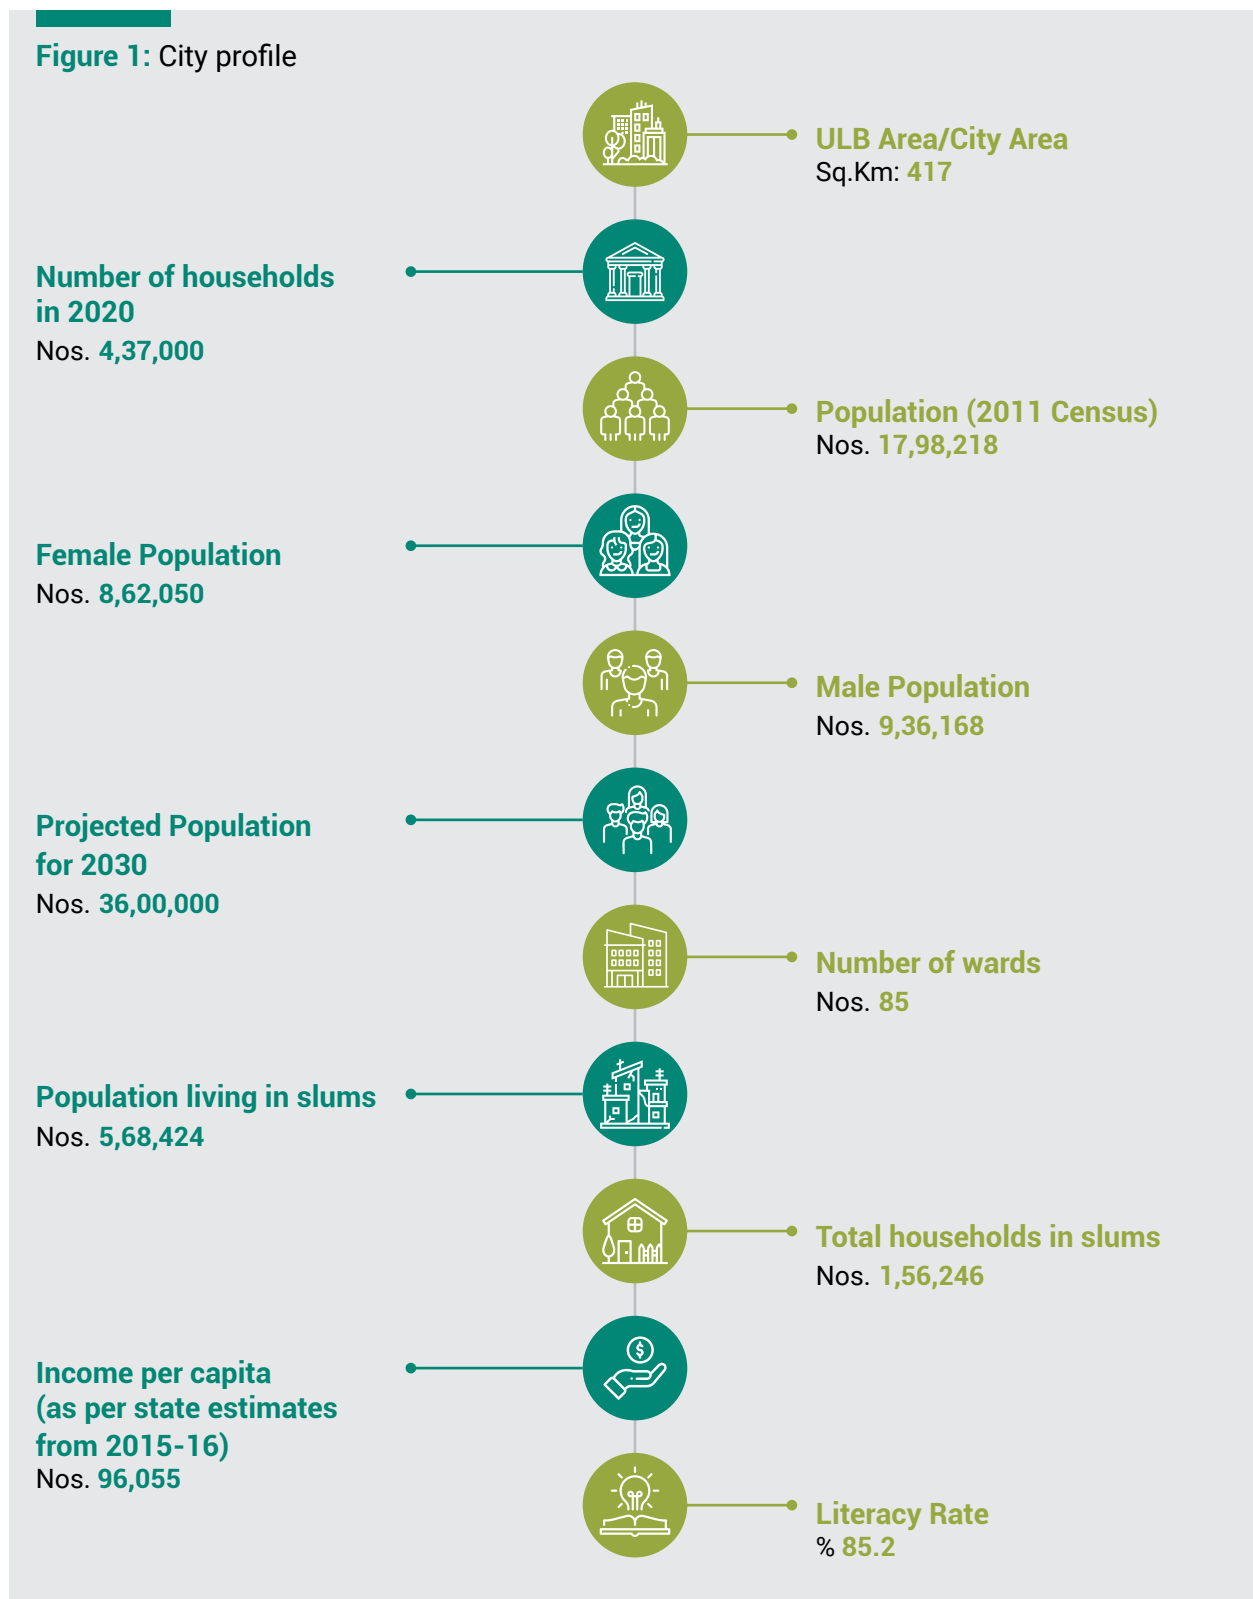 Figure 1: City profile
ULB Area/City Area
Sq.Km: 417
Number of households
in 2020
Nos. 4,37,000
Population (2011 Census)
Nos. 17,98,218
Female Population
Nos. 8,62,050
Male Population
Nos. 9,36,168
Projected Population
for 2030
Nos. 36,00,000
Number of wards
Nos. 85
Population living in slums
Nos. 5,68,424
Total households in slums
Nos. 1,56,246
Income per capita
(as per state estimates
from 2015-16)
Nos. 96,055
Literacy Rate
% 85.2